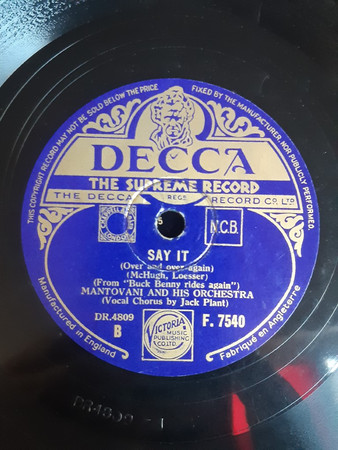 THIS COPYRIGHT RECORD MAY NOT BE SOLD BELOW THE PRICE FIXED BY THE MANUFACTURER, NOR PUBLICLY PERFORMED.
DECCA
THE SUPREME RECORD
THE DECCA REGD RECORD CO. LTD
N.C.B.
SAY IT
(Over and over again)
(McHugh, Loesser)
(From "Buck Benny rides again")
MANTOVANI AND HIS ORCHESTRA
(Vocal Chorus by Jack Plant)
DR.4809
B
F. 7540
VICTORIA
MUSIC
PUBLISHING
CO. LTD.
Manufactured in England
Fabriqué en Angleterre
DR4809 - 1